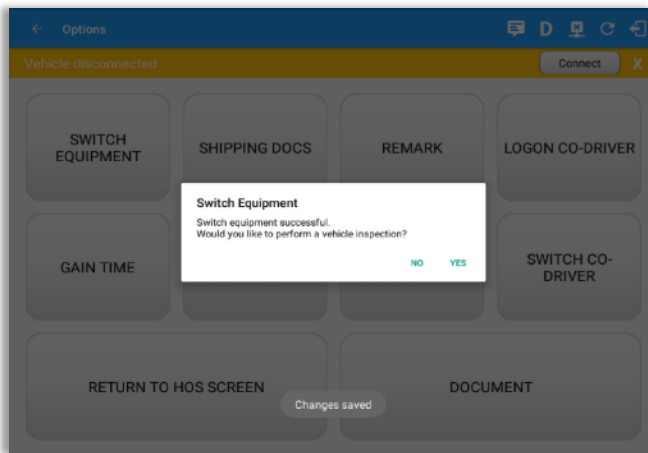 Options
D
Vehicle disconnected
Connect
X
SWITCH
EQUIPMENT
SHIPPING DOCS
REMARK
LOGON CO-DRIVER
Switch Equipment
Switch equipment successful.
Would you like to perform a vehicle inspection?
NO YES
GAIN TIME
SWITCH CO-
DRIVER
RETURN TO HOS SCREEN
DOCUMENT
Changes saved